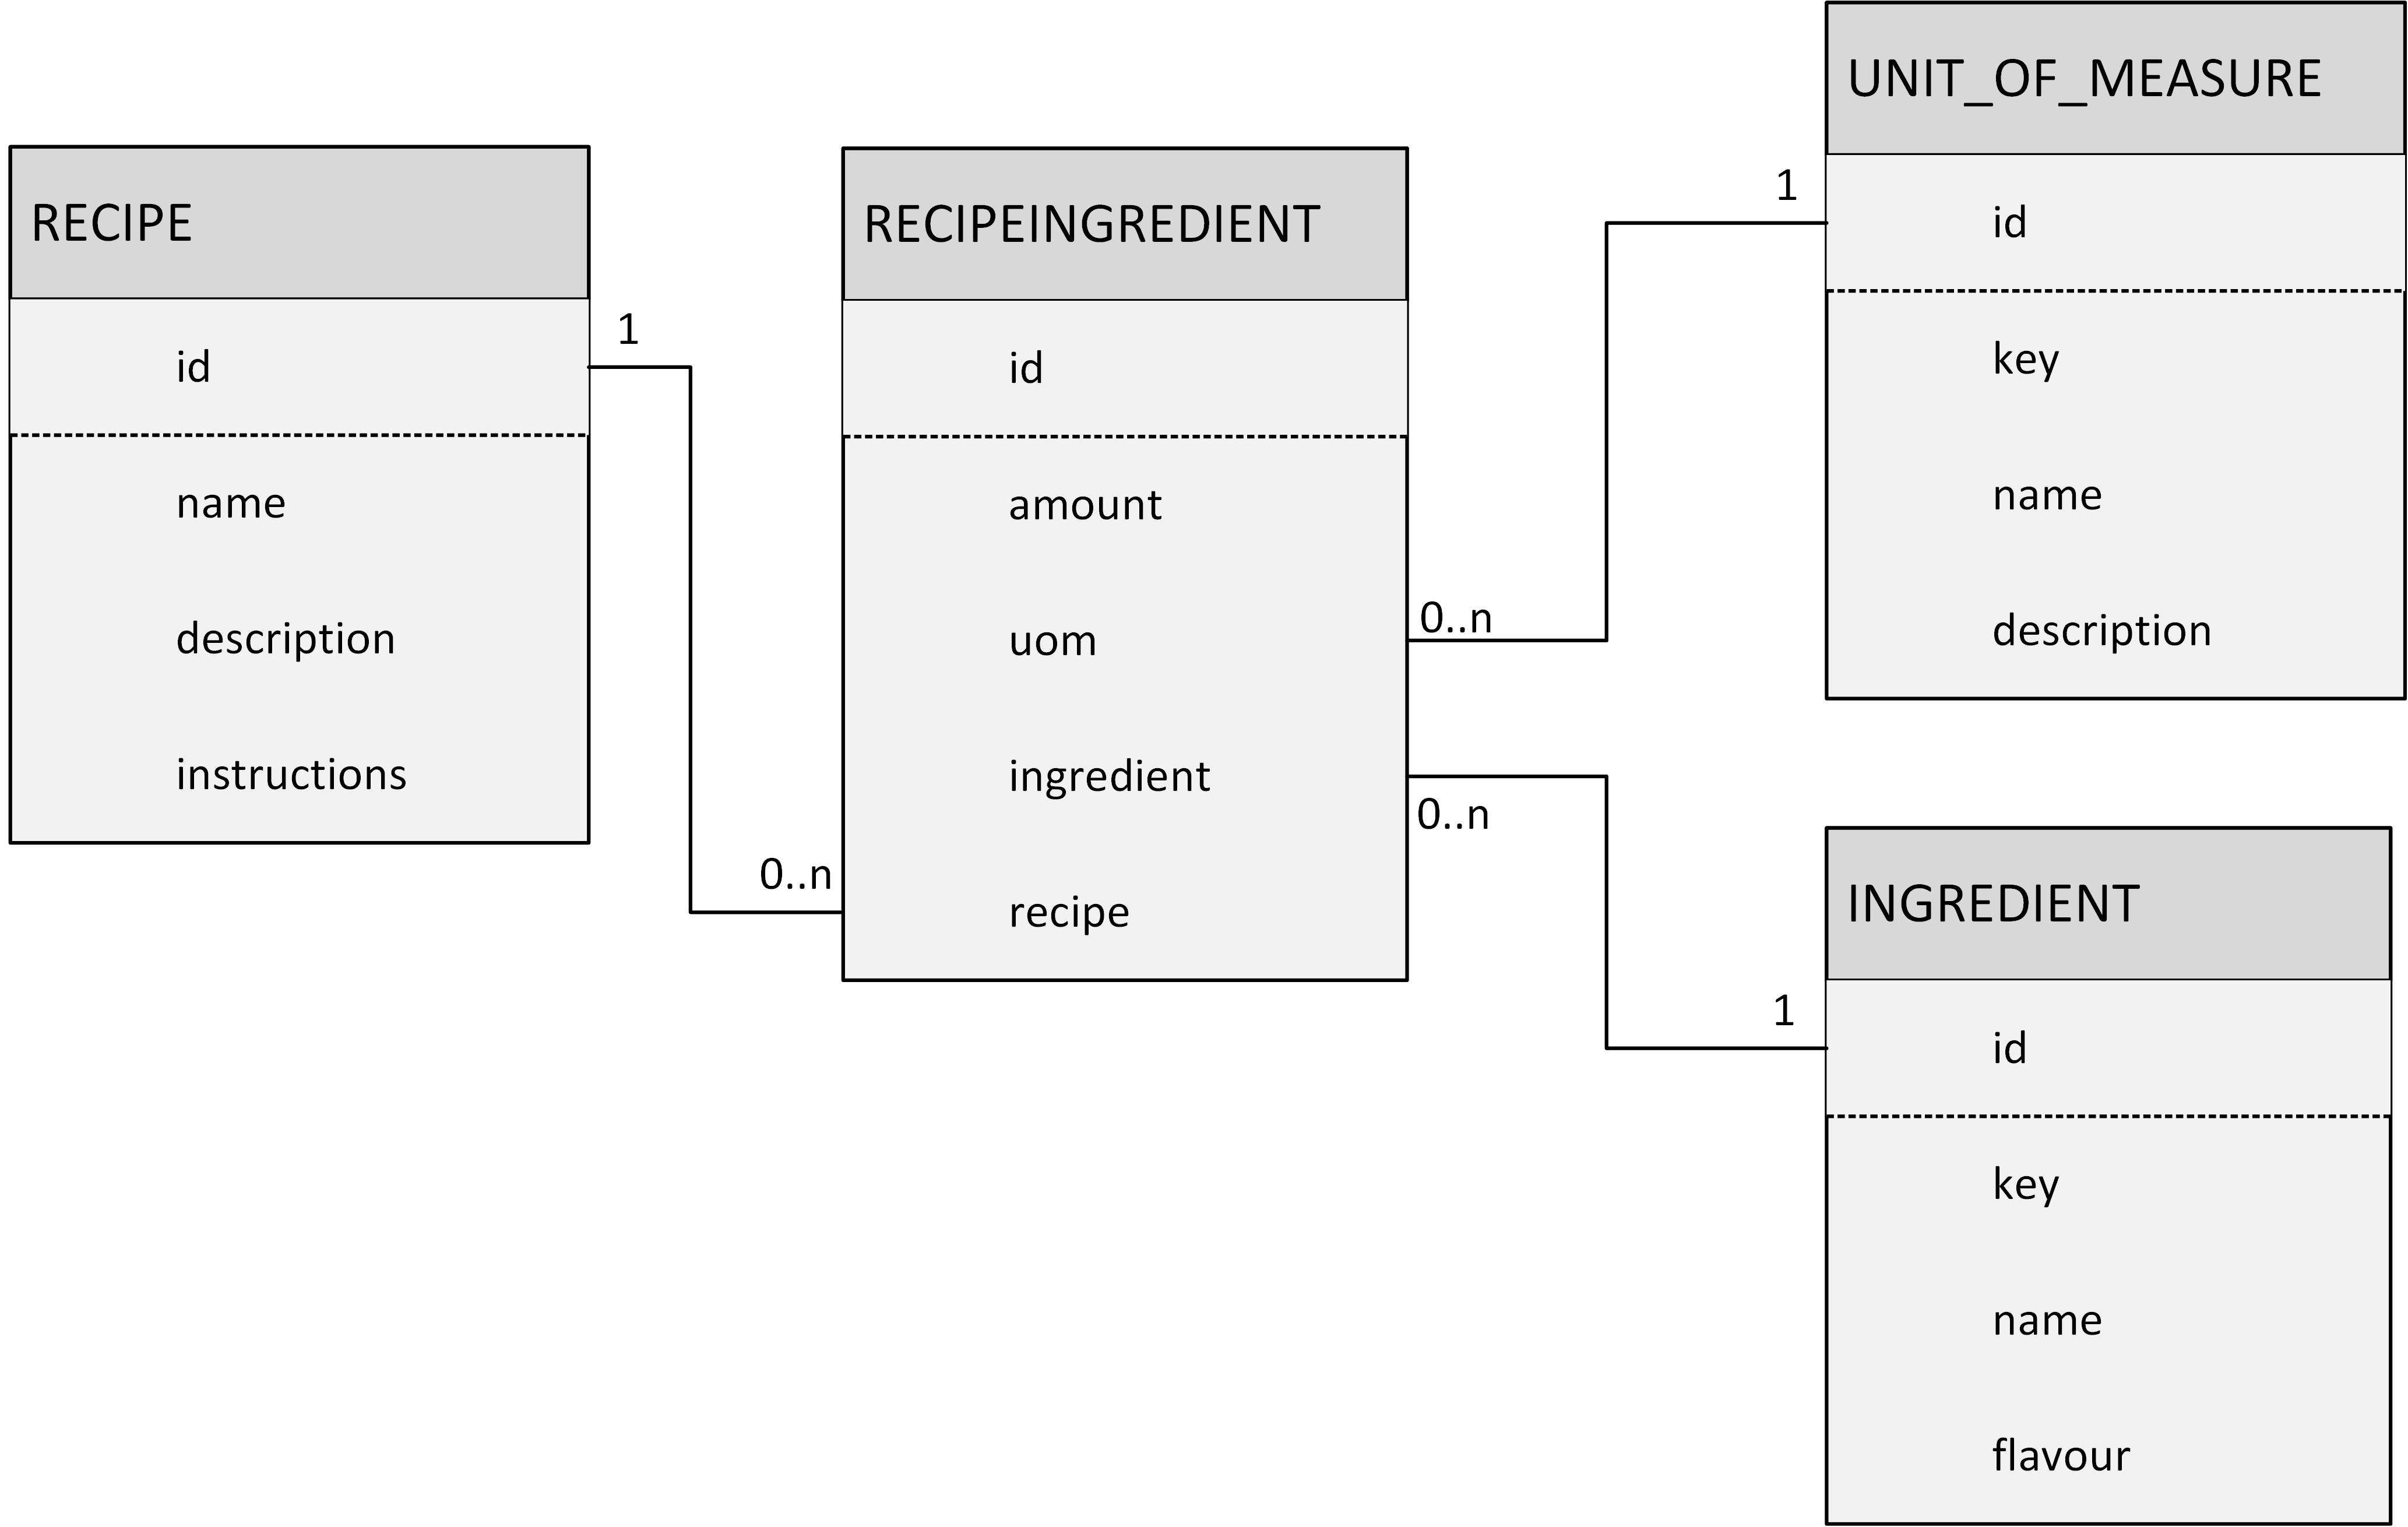 RECIPE
id
name
description
instructions
1
0..n
RECIPEINGREDIENT
id
amount
uom
ingredient
recipe
0..n
1
0..n
1
UNIT_OF_MEASURE
id
key
name
description
INGREDIENT
id
key
name
flavour